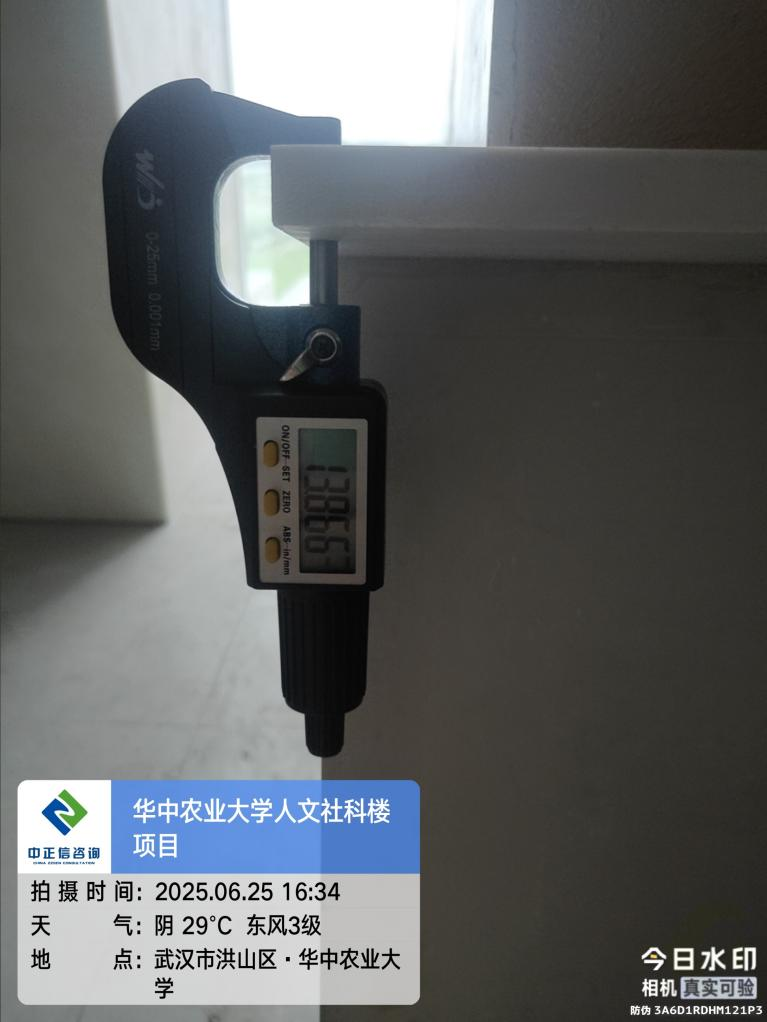 0-25mm 0.001mm
ON/OFF SET ZERO ABS in/mm
中正信咨询
CHINA ZZXIN CONSULTATION
华中农业大学人文社科楼
项目
拍摄时间：2025.06.25 16:34
天气：阴 29°C 东风3级
地点：武汉市洪山区·华中农业大
学
今日水印
相机 真实可验
防伪 3A6D1RDHM121P3